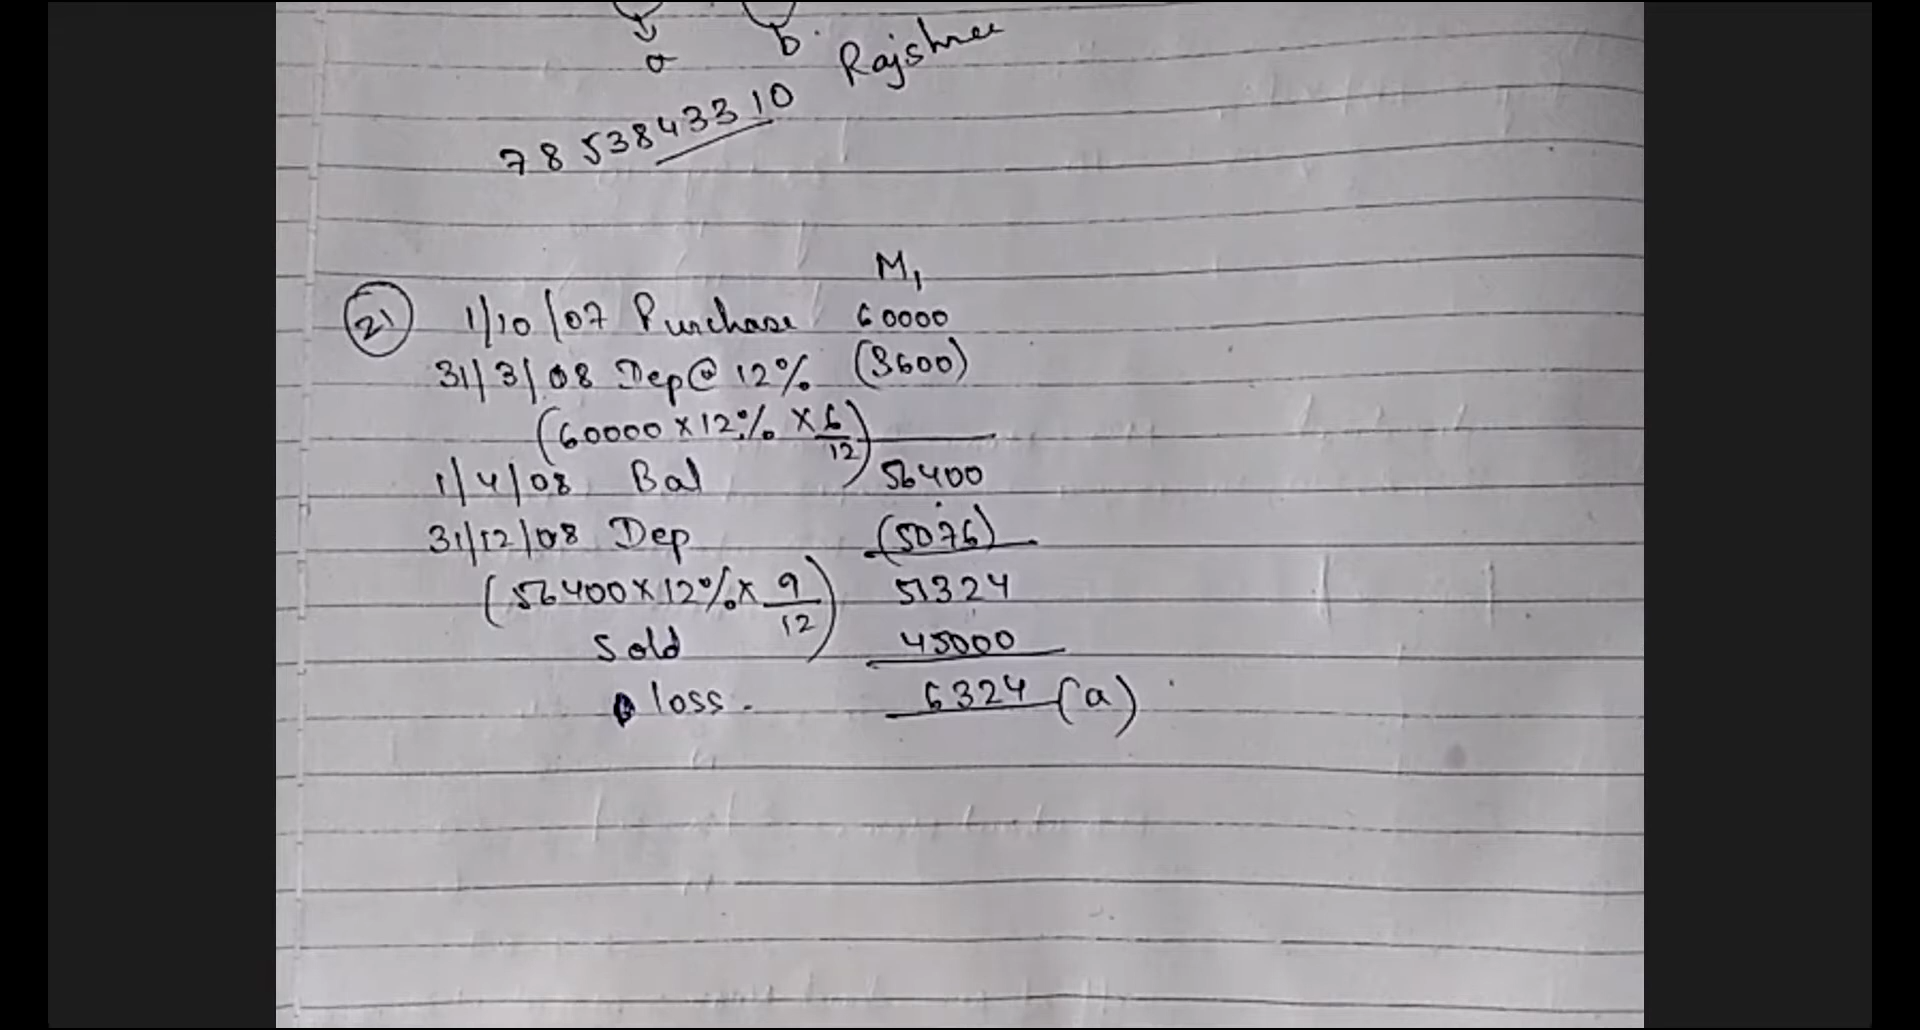 b. Rajshree
7853843310
M1
21 1/10/07 Purchase 60000
31/3/08 Dep@ 12% (3600)
(60000 x 12% x 6/12)
1/4/08 Bal 56400
31/12/08 Dep (5076)
(56400 x 12% x 9/12) 51324
Sold 45000
loss. 6324 (a)